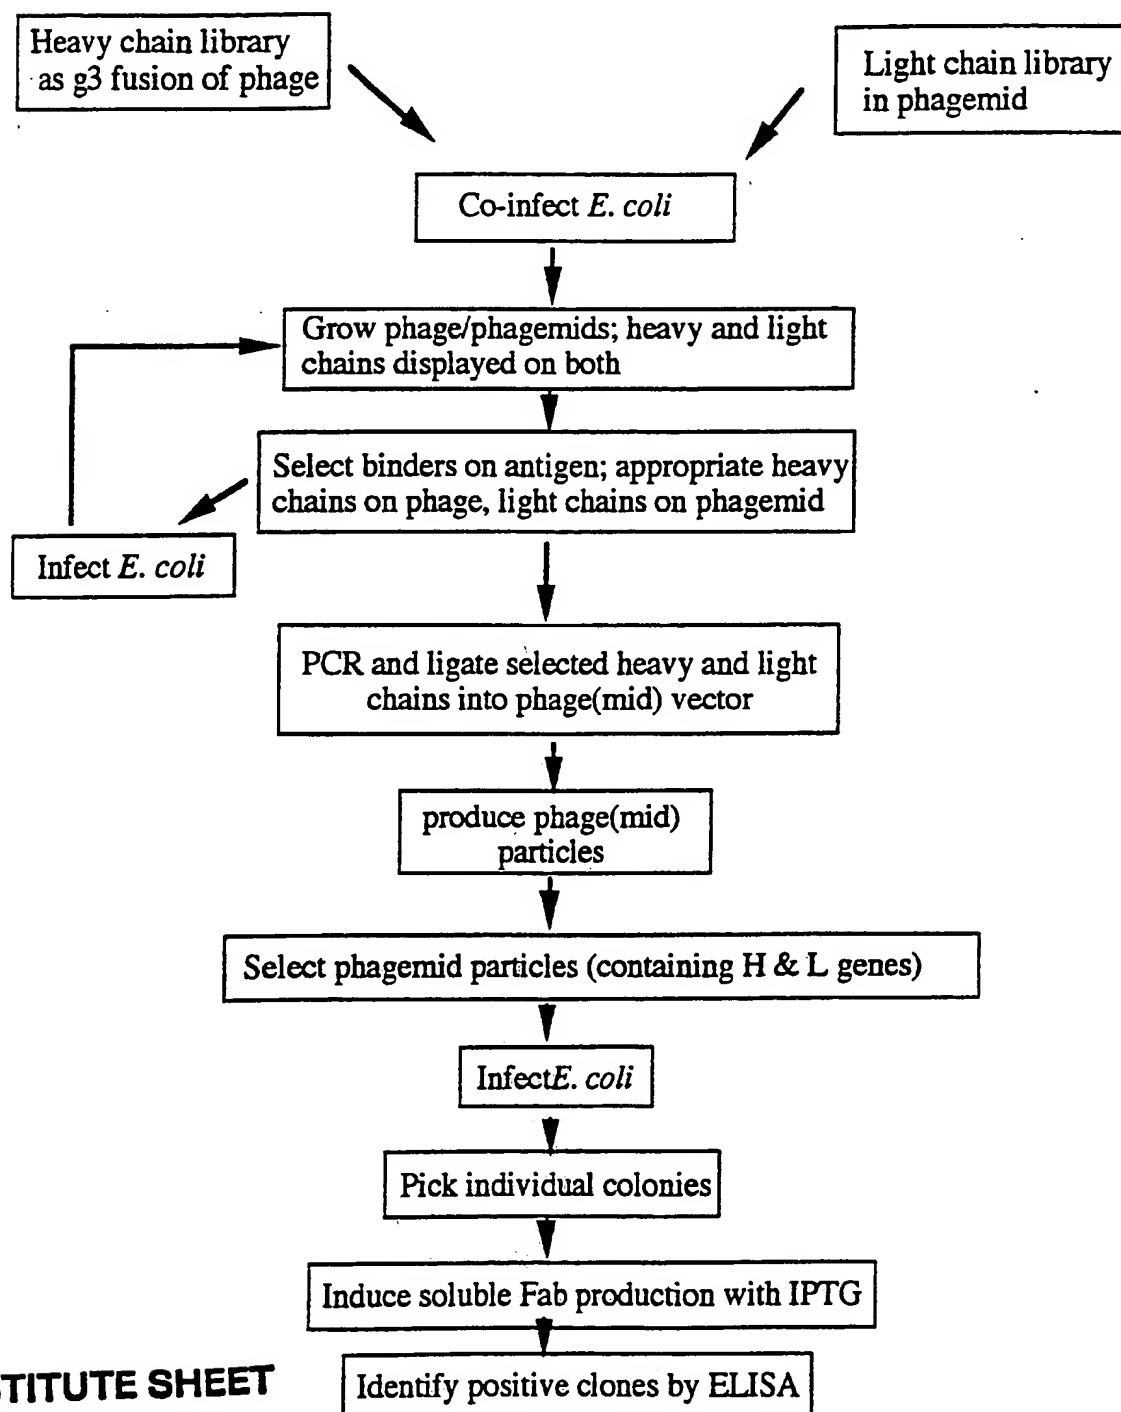 Heavy chain library
as g3 fusion of phage
Light chain library
in phagemid
Co-infect E. coli
Grow phage/phagemids; heavy and light
chains displayed on both
Select binders on antigen; appropriate heavy
chains on phage, light chains on phagemid
Infect E. coli
PCR and ligate selected heavy and light
chains into phage(mid) vector
produce phage(mid)
particles
Select phagemid particles (containing H & L genes)
InfectE. coli
Pick individual colonies
Induce soluble Fab production with IPTG
Identify positive clones by ELISA
TITUTE SHEET